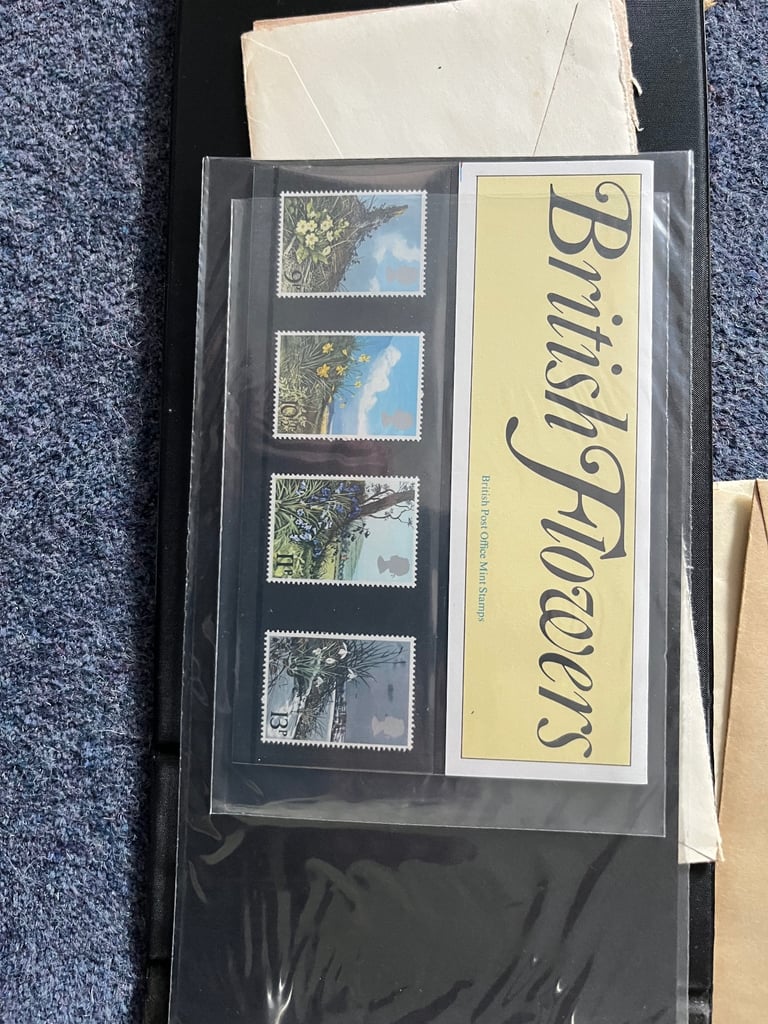 British Flowers
British Post Office Mint Stamps
9P
10P
11P
13P